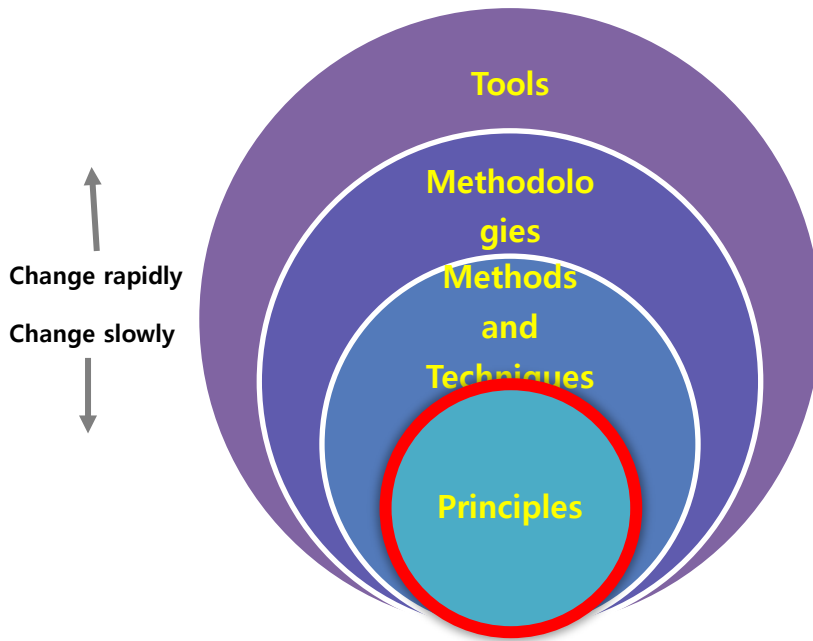 Tools
Methodolo
gies
Methods
and
Techniques
Principles
Change rapidly
Change slowly